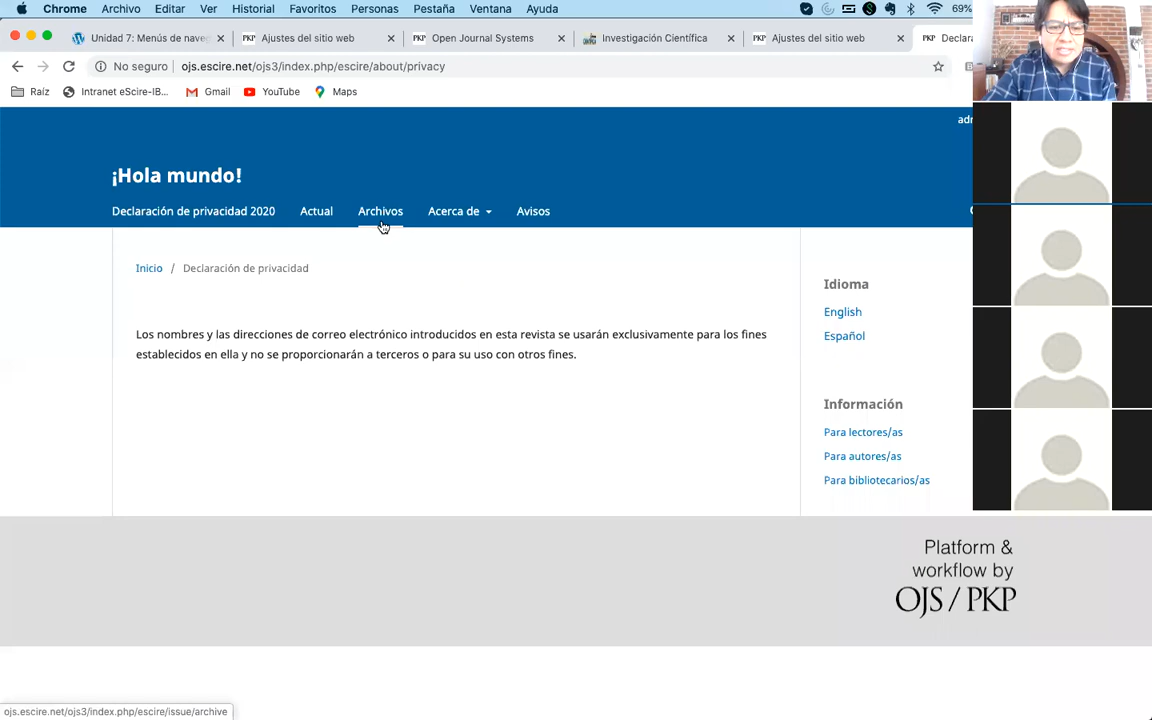 Chrome Archivo Editar Ver Historial Favoritos Personas Pestaña Ventana Ayuda 69%
Unidad 7: Menús de nave Ajustes del sitio web Open Journal Systems Investigación Científica Ajustes del sitio web Declara
No seguro ojs.escire.net/ojs3/index.php/escire/about/privacy
Raíz Intranet eScire-IB... Gmail YouTube Maps
adn
¡Hola mundo!
Declaración de privacidad 2020 Actual Archivos Acerca de Avisos
Inicio / Declaración de privacidad
Los nombres y las direcciones de correo electrónico introducidos en esta revista se usarán exclusivamente para los fines
establecidos en ella y no se proporcionarán a terceros o para su uso con otros fines.
Idioma
English
Español
Información
Para lectores/as
Para autores/as
Para bibliotecarios/as
Platform &
workflow by
OJS / PKP
ojs.escire.net/ojs3/index.php/escire/issue/archive